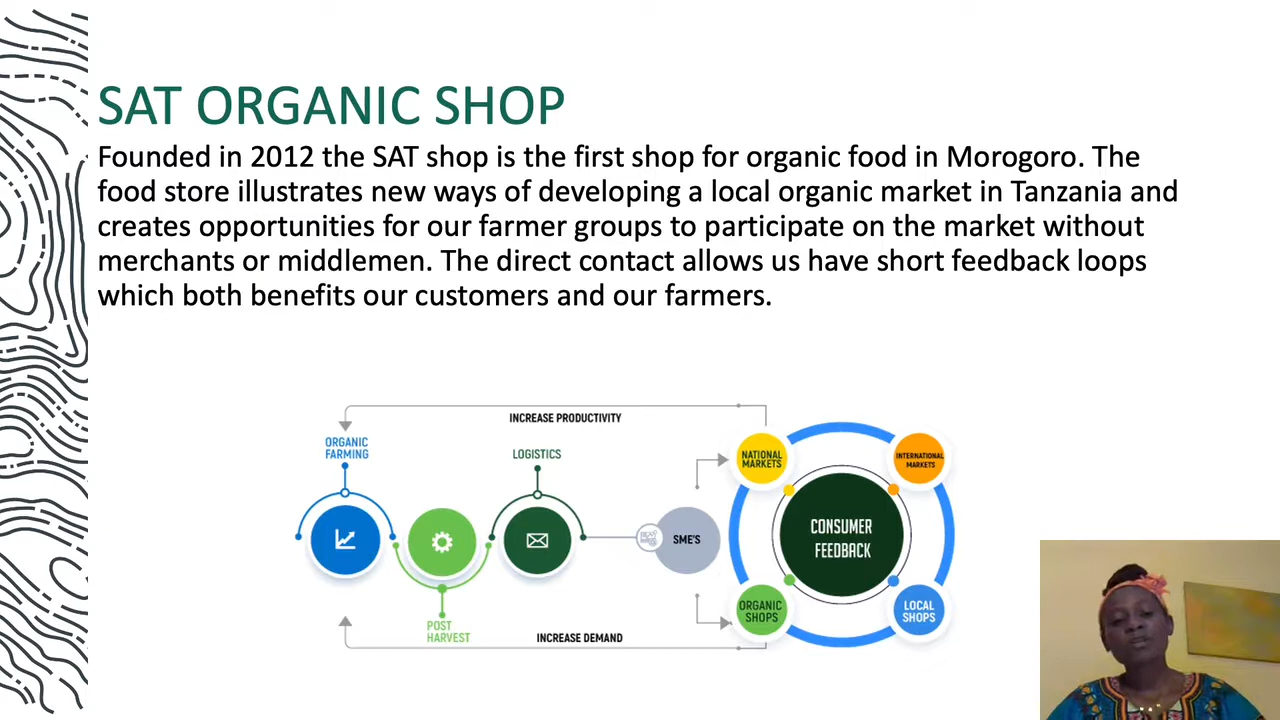 SAT ORGANIC SHOP
Founded in 2012 the SAT shop is the first shop for organic food in Morogoro. The
food store illustrates new ways of developing a local organic market in Tanzania and
creates opportunities for our farmer groups to participate on the market without
merchants or middlemen. The direct contact allows us have short feedback loops
which both benefits our customers and our farmers.
INCREASE PRODUCTIVITY
ORGANIC
FARMING
LOGISTICS
POST
HARVEST
SME'S
NATIONAL
MARKETS
INTERNATIONAL
MARKETS
CONSUMER
FEEDBACK
ORGANIC
SHOPS
LOCAL
SHOPS
INCREASE DEMAND